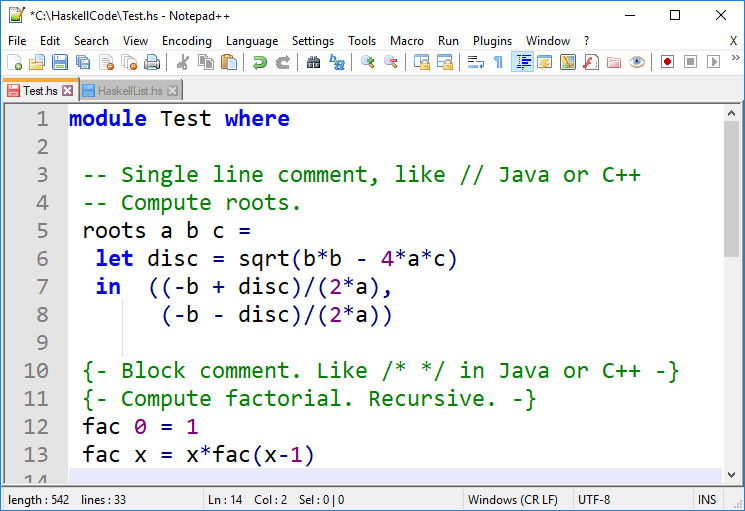 *C:\HaskellCode\Test.hs - Notepad++
File Edit Search View Encoding Language Settings Tools Macro Run Plugins Window ? X
Test.hs HaskellList.hs
1 module Test where
2
3 -- Single line comment, like // Java or C++
4 -- Compute roots.
5 roots a b c =
6 let disc = sqrt(b*b - 4*a*c)
7 in ((-b + disc)/(2*a),
8 (-b - disc)/(2*a))
9
10 {- Block comment. Like /* */ in Java or C++ -}
11 {- Compute factorial. Recursive. -}
12 fac 0 = 1
13 fac x = x*fac(x-1)
14
length : 542 lines : 33 Ln : 14 Col : 2 Sel : 0 | 0 Windows (CR LF) UTF-8 INS